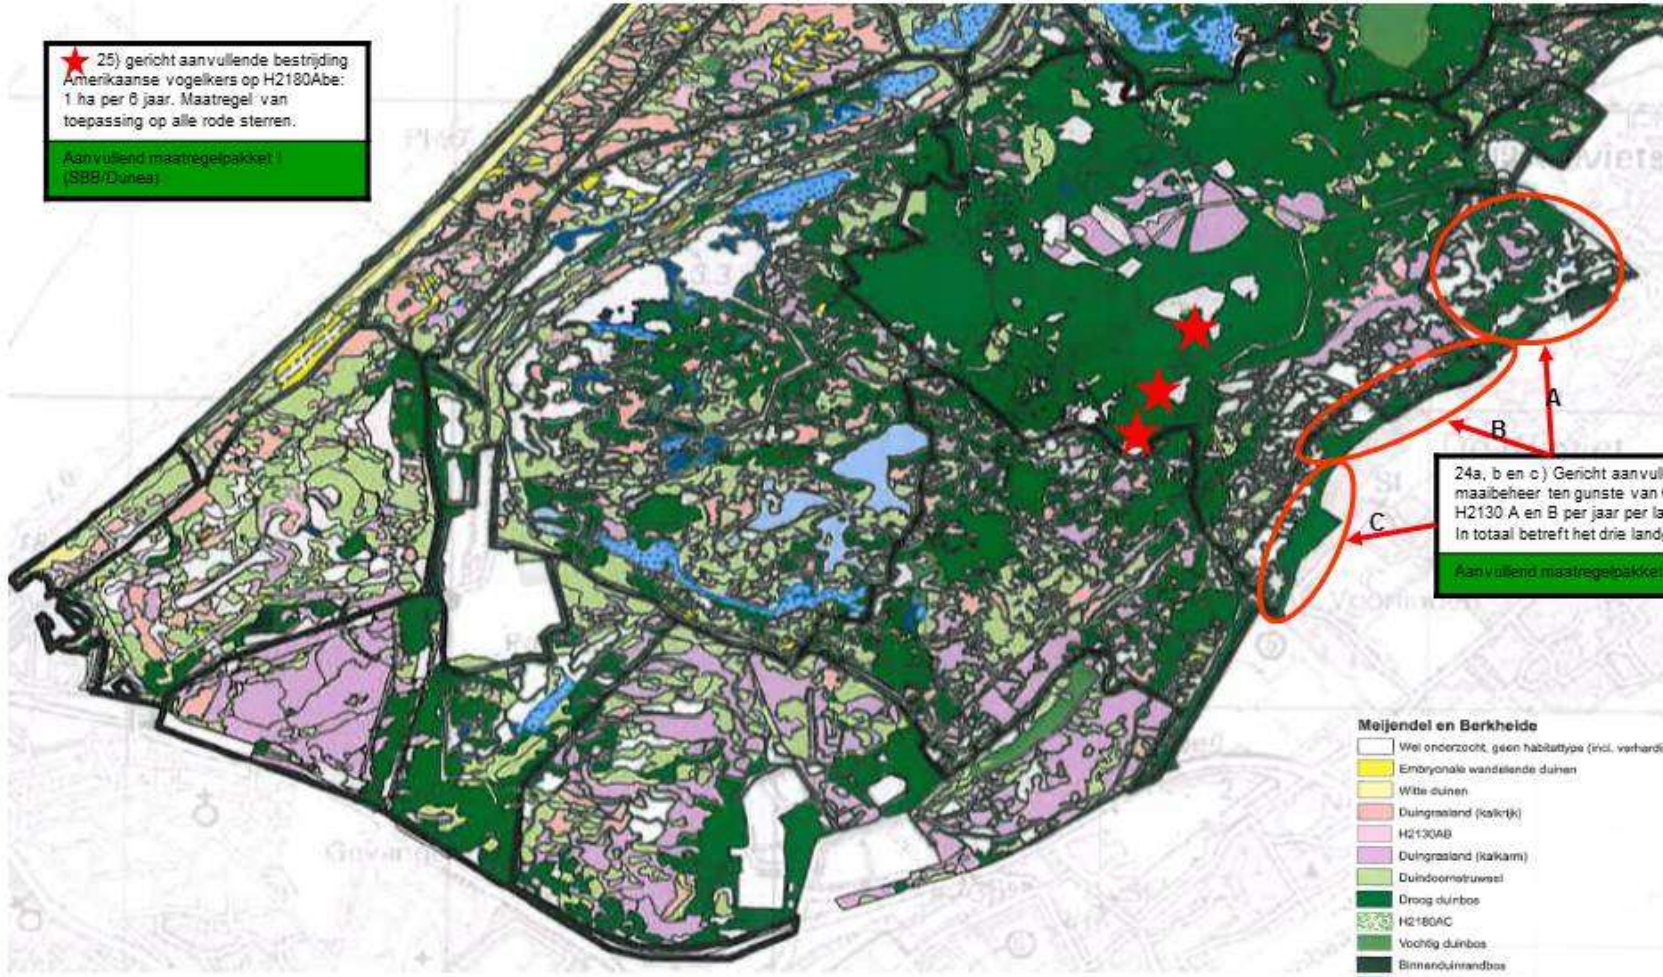 25) gericht aanvullende bestrijding
Amerikaanse vogelkers op H2180Abe:
1 ha per 6 jaar. Maatregel van
toepassing op alle rode sterren.
Aanvullend maatregelpakket !
(SBB/Dunea)
A
B
C
24a, b en c) Gericht aanvul
maaibeheer ten gunste van
H2130 A en B per jaar per la
In totaal betreft het drie land
Aanvullend maatregelpakket
Meijendel en Berkheide
Wel onderzocht, geen habitattype (incl. verhardi
Embryonale wandelende duinen
Witte duinen
Duingrasland (kalkrijk)
H2130AB
Duingrasland (kalkarm)
Duindoornstruweel
Droog duinbos
H2180AC
Vochtig duinbos
Binnenduinrandbos